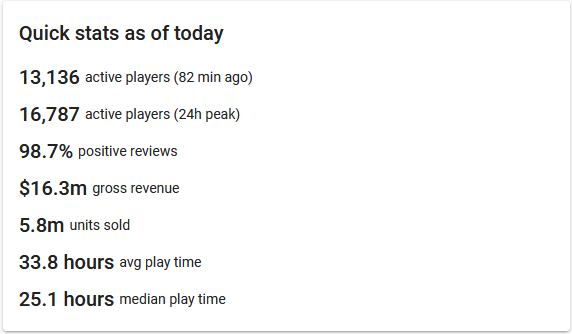 Quick stats as of today
13,136 active players (82 min ago)
16,787 active players (24h peak)
98.7% positive reviews
$16.3m gross revenue
5.8m units sold
33.8 hours avg play time
25.1 hours median play time